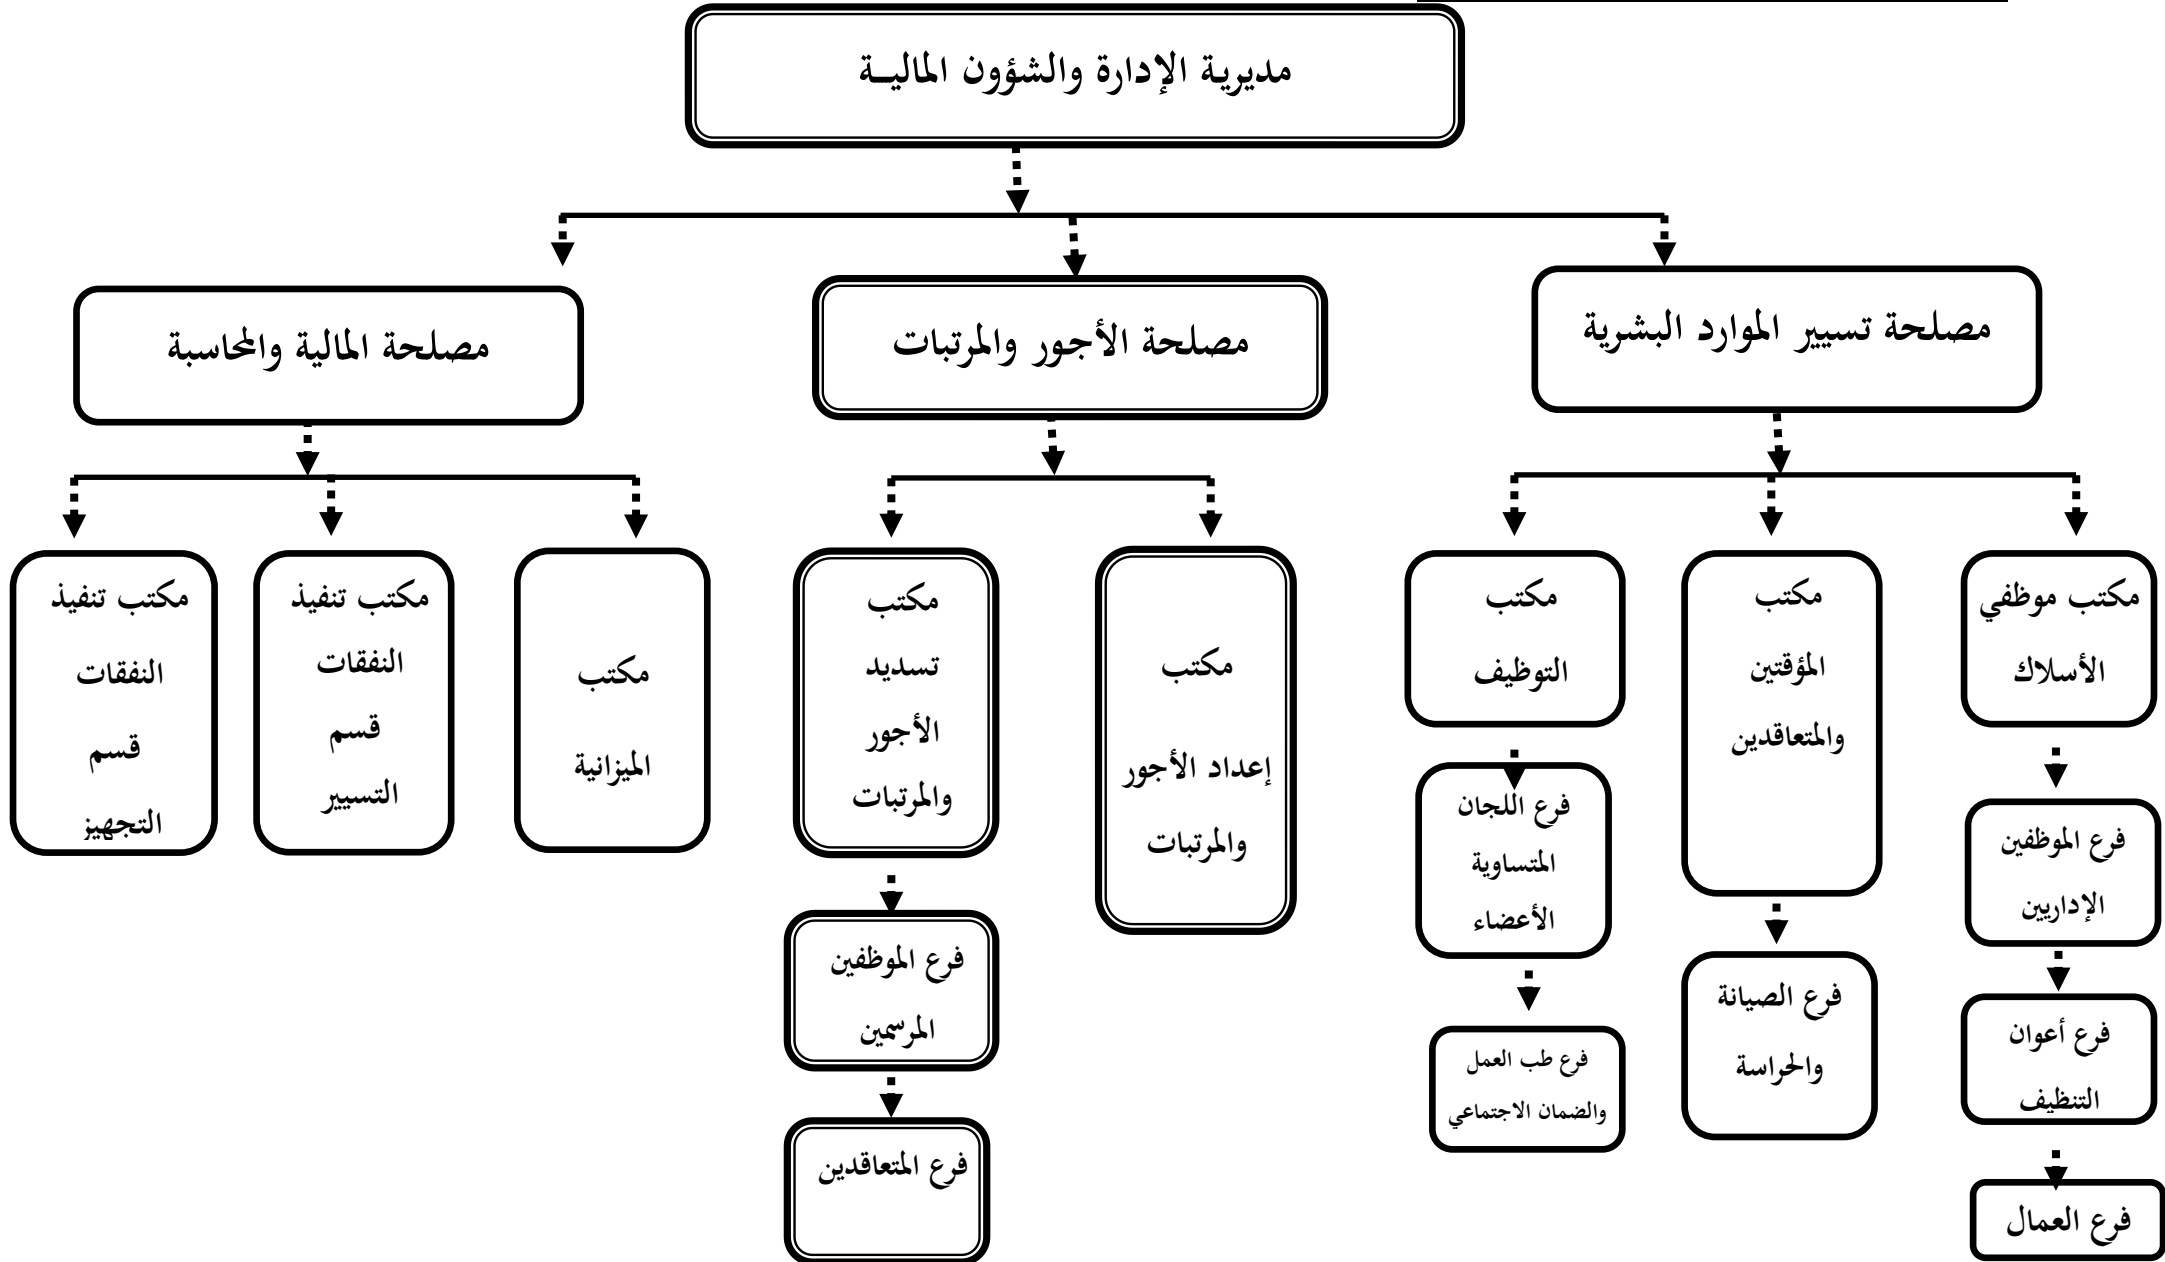 مديرية الإدارة والشؤون الماليــة
مصلحة تسيير الموارد البشرية
مصلحة الأجور والمرتبات
مصلحة المالية والمحاسبة
مكتب موظفي
الأسلاك
مكتب
المؤقتين
والمتعاقدين
مكتب
التوظيف
مكتب
إعداد الأجور
والمرتبات
مكتب
تسديد
الأجور
والمرتبات
مكتب
الميزانية
مكتب تنفيذ
النفقات
قسم
التسيير
مكتب تنفيذ
النفقات
قسم
التجهيز
فرع الموظفين
الإداريين
فرع أعوان
التنظيف
فرع العمال
فرع الصيانة
والحراسة
فرع اللجان
المتساوية
الأعضاء
فرع طب العمل
والضمان الاجتماعي
فرع الموظفين
المرسمين
فرع المتعاقدين